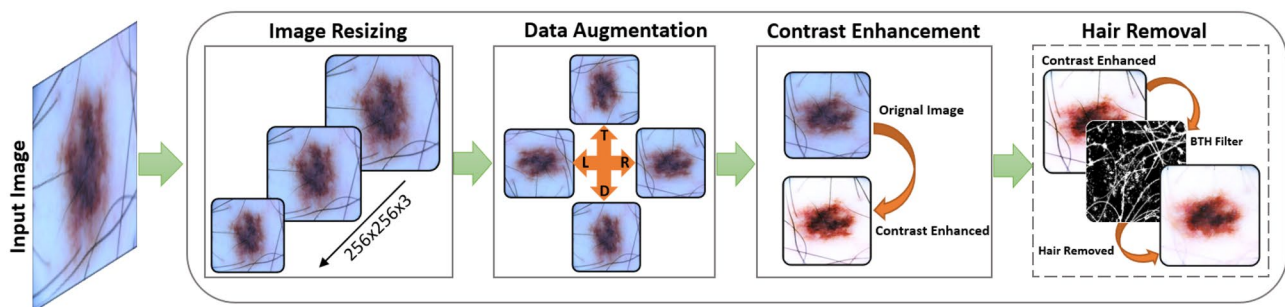 Input Image
Image Resizing
256x256x3
Data Augmentation
T
L
R
D
Contrast Enhancement
Orignal Image
Contrast Enhanced
Hair Removal
Contrast Enhanced
BTH Filter
Hair Removed